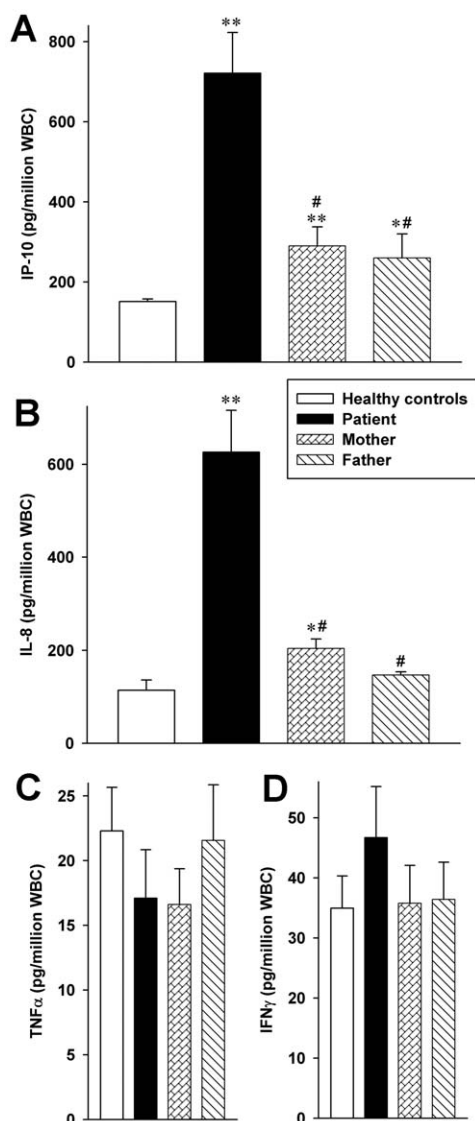 A
IP-10 (pg/million WBC)
800
600
400
200
0
**
#
**
*#
Healthy controls
Patient
Mother
Father
B
IL-8 (pg/million WBC)
600
400
200
0
**
*#
#
C
TNFα (pg/million WBC)
25
20
15
10
5
0
D
IFNγ (pg/million WBC)
50
40
30
20
10
0